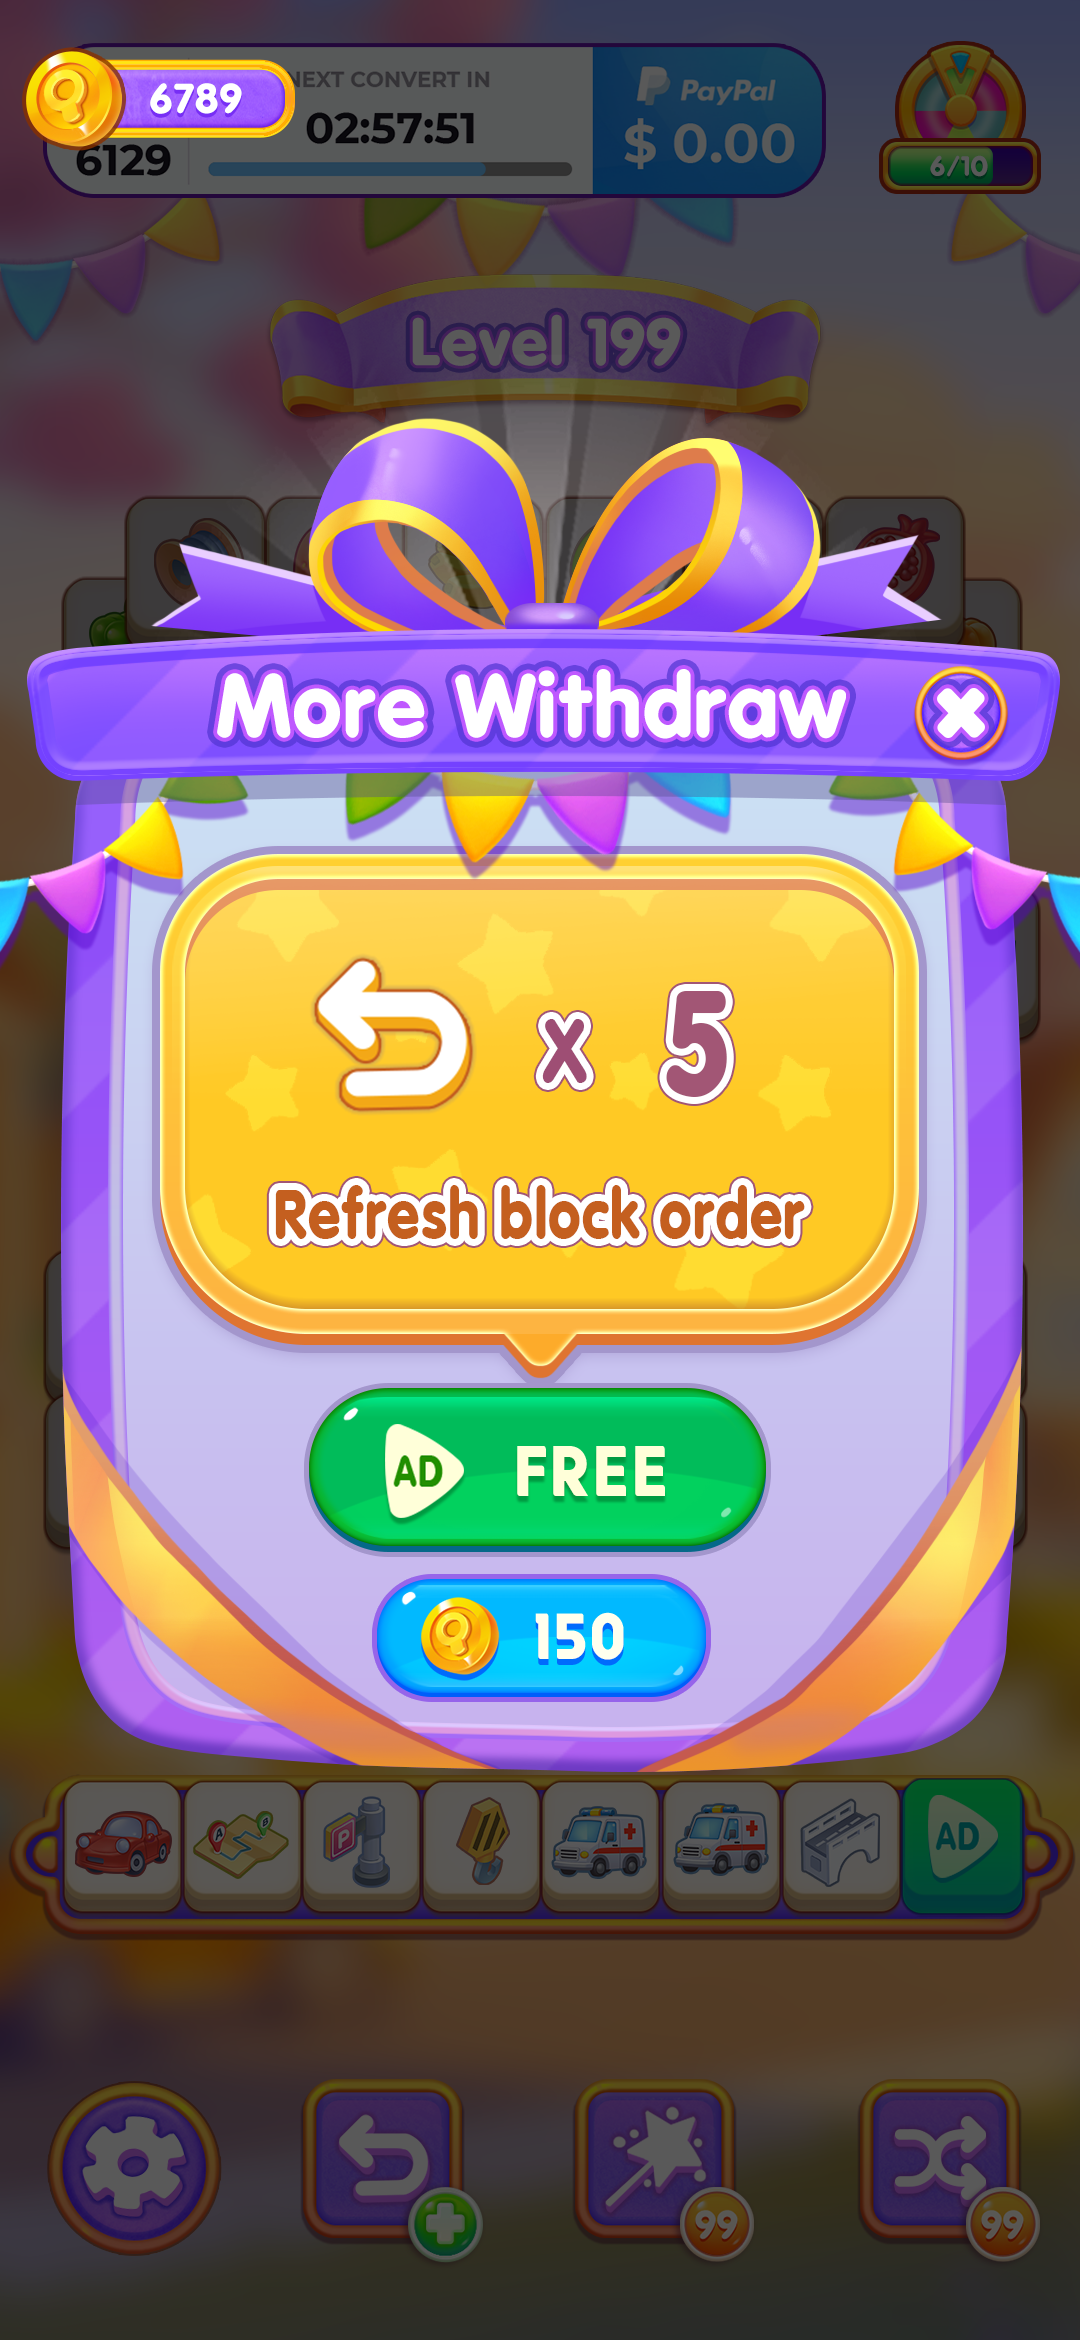 6789
NEXT CONVERT IN
02:57:51
6129
PayPal
$ 0.00
6/10
Level 199
More Withdraw
x 5
Refresh block order
AD FREE
150
A B
P
AD
99
99